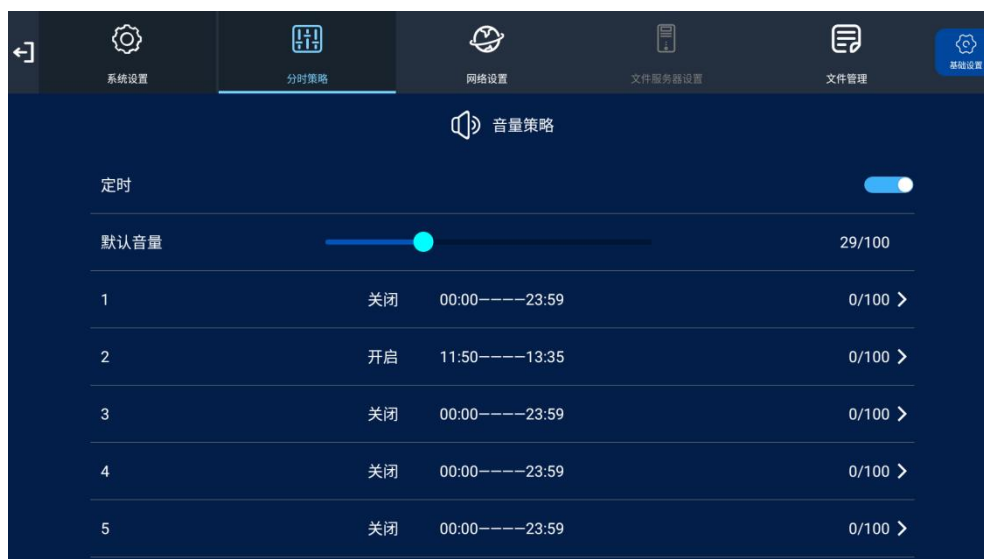 系统设置 分时策略 网络设置 文件服务器设置 文件管理 基础设置
音量策略
定时
默认音量 29/100
1 关闭 00:00————23:59 0/100
2 开启 11:50————13:35 0/100
3 关闭 00:00————23:59 0/100
4 关闭 00:00————23:59 0/100
5 关闭 00:00————23:59 0/100